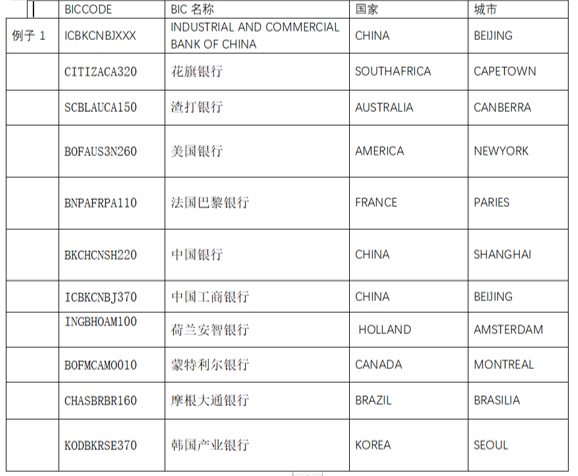 BICCODE BIC 名称 国家 城市
例子 1 ICBKCNBJXXX INDUSTRIAL AND COMMERCIAL BANK OF CHINA CHINA BEIJING
CITIZACA320 花旗银行 SOUTHAFRICA CAPETOWN
SCBLAUCA150 渣打银行 AUSTRALIA CANBERRA
BOFAUS3N260 美国银行 AMERICA NEWYORK
BNPAFRPA110 法国巴黎银行 FRANCE PARIES
BKCHCNSH220 中国银行 CHINA SHANGHAI
ICBKCNBJ370 中国工商银行 CHINA BEIJING
INGBHOAM100 荷兰安智银行 HOLLAND AMSTERDAM
BOFMCAMO010 蒙特利尔银行 CANADA MONTREAL
CHASBRBR160 摩根大通银行 BRAZIL BRASILIA
KODBKRSE370 韩国产业银行 KOREA SEOUL